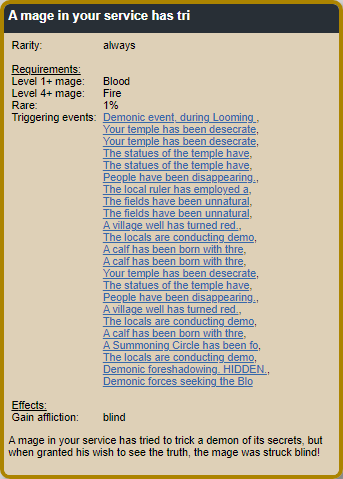 A mage in your service has tri
Rarity: always
Requirements:
Level 1+ mage: Blood
Level 4+ mage: Fire
Rare: 1%
Triggering events: Demonic event, during Looming ,
Your temple has been desecrate,
Your temple has been desecrate,
The statues of the temple have,
The statues of the temple have,
People have been disappearing.,
The local ruler has employed a,
The fields have been unnatural,
The fields have been unnatural,
A village well has turned red.,
The locals are conducting demo,
A calf has been born with thre,
A calf has been born with thre,
Your temple has been desecrate,
The statues of the temple have,
People have been disappearing.,
A village well has turned red.,
The locals are conducting demo,
A calf has been born with thre,
A Summoning Circle has been fo,
The locals are conducting demo,
Demonic foreshadowing. HIDDEN.,
Demonic forces seeking the Blo
Effects:
Gain affliction: blind
A mage in your service has tried to trick a demon of its secrets, but
when granted his wish to see the truth, the mage was struck blind!